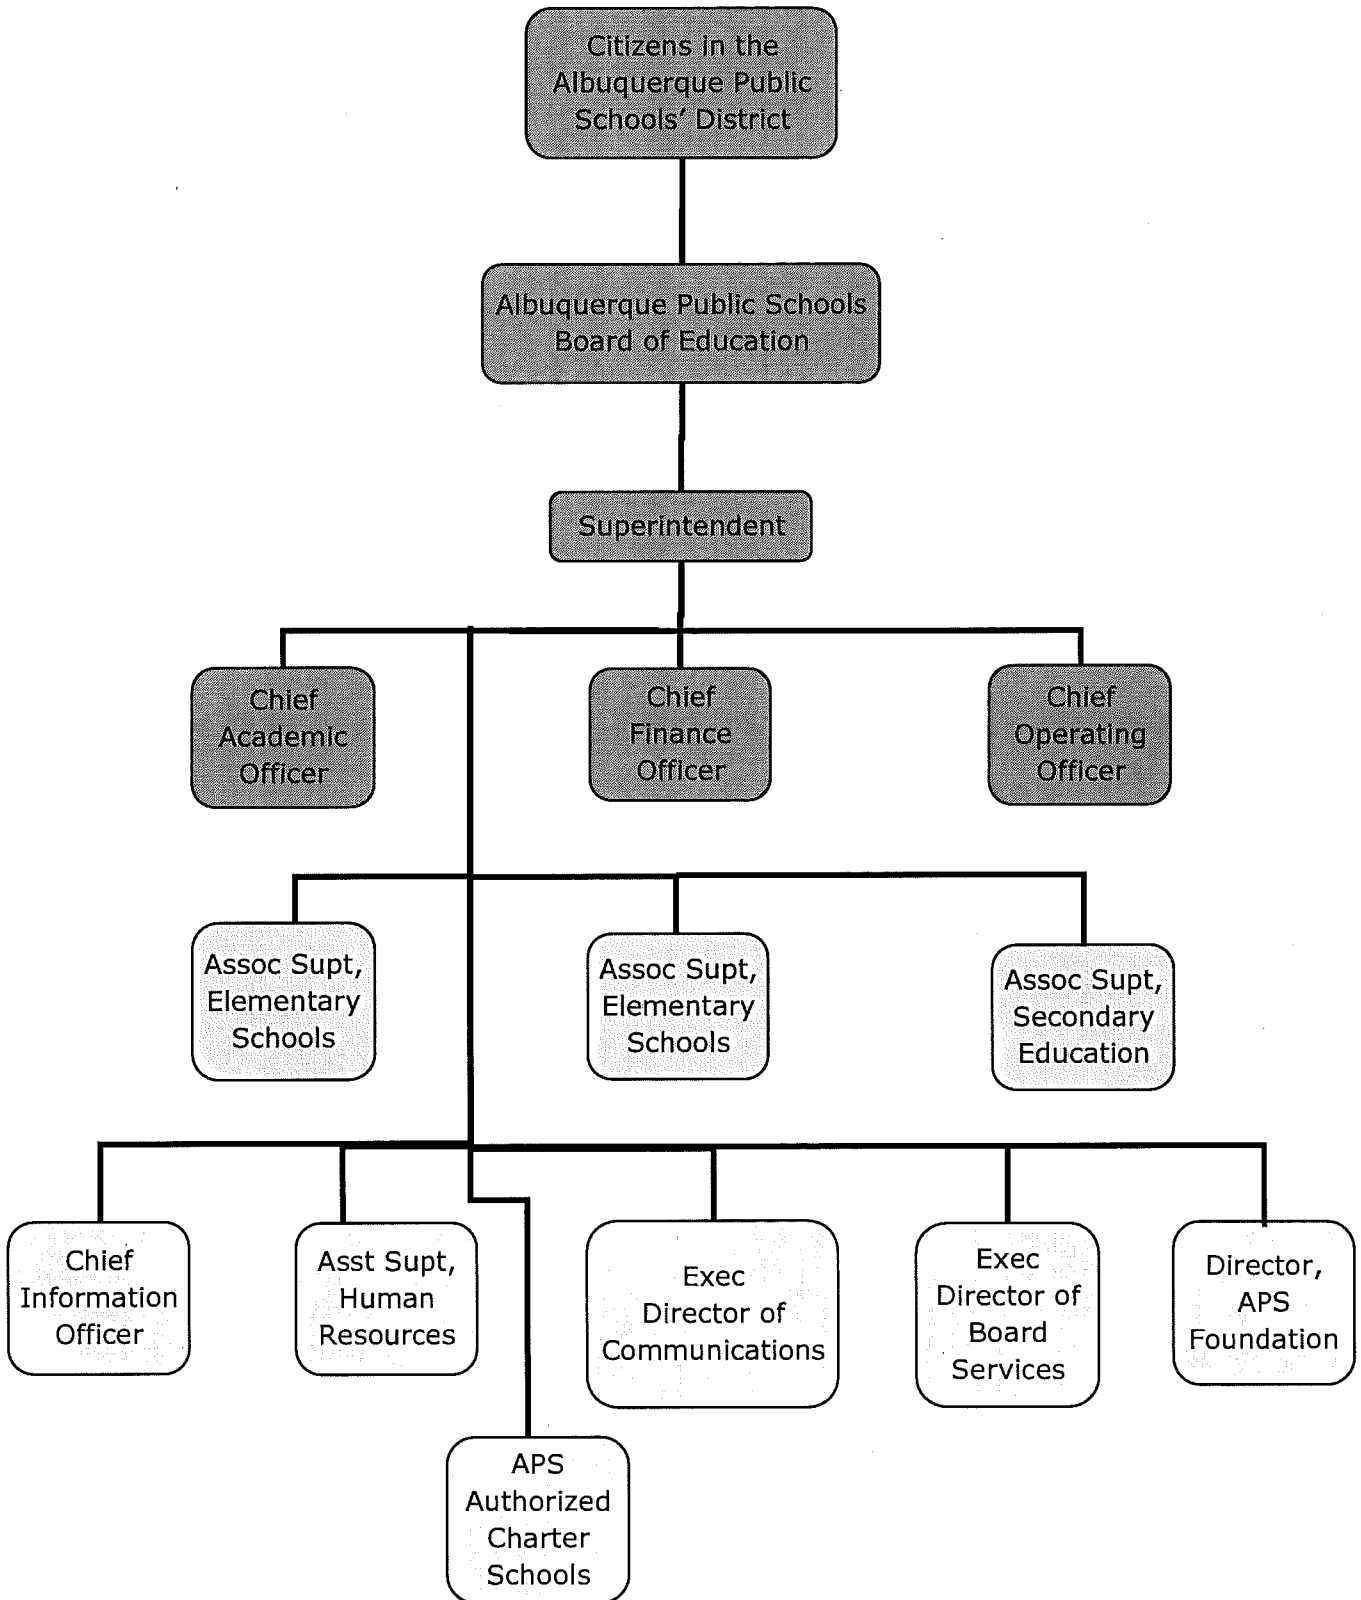 Citizens in the
Albuquerque Public
Schools' District
Albuquerque Public Schools
Board of Education
Superintendent
Chief
Academic
Officer
Chief
Finance
Officer
Chief
Operating
Officer
Assoc Supt,
Elementary
Schools
Assoc Supt,
Elementary
Schools
Assoc Supt,
Secondary
Education
Chief
Information
Officer
Asst Supt,
Human
Resources
Exec
Director of
Communications
Exec
Director of
Board
Services
Director,
APS
Foundation
APS
Authorized
Charter
Schools